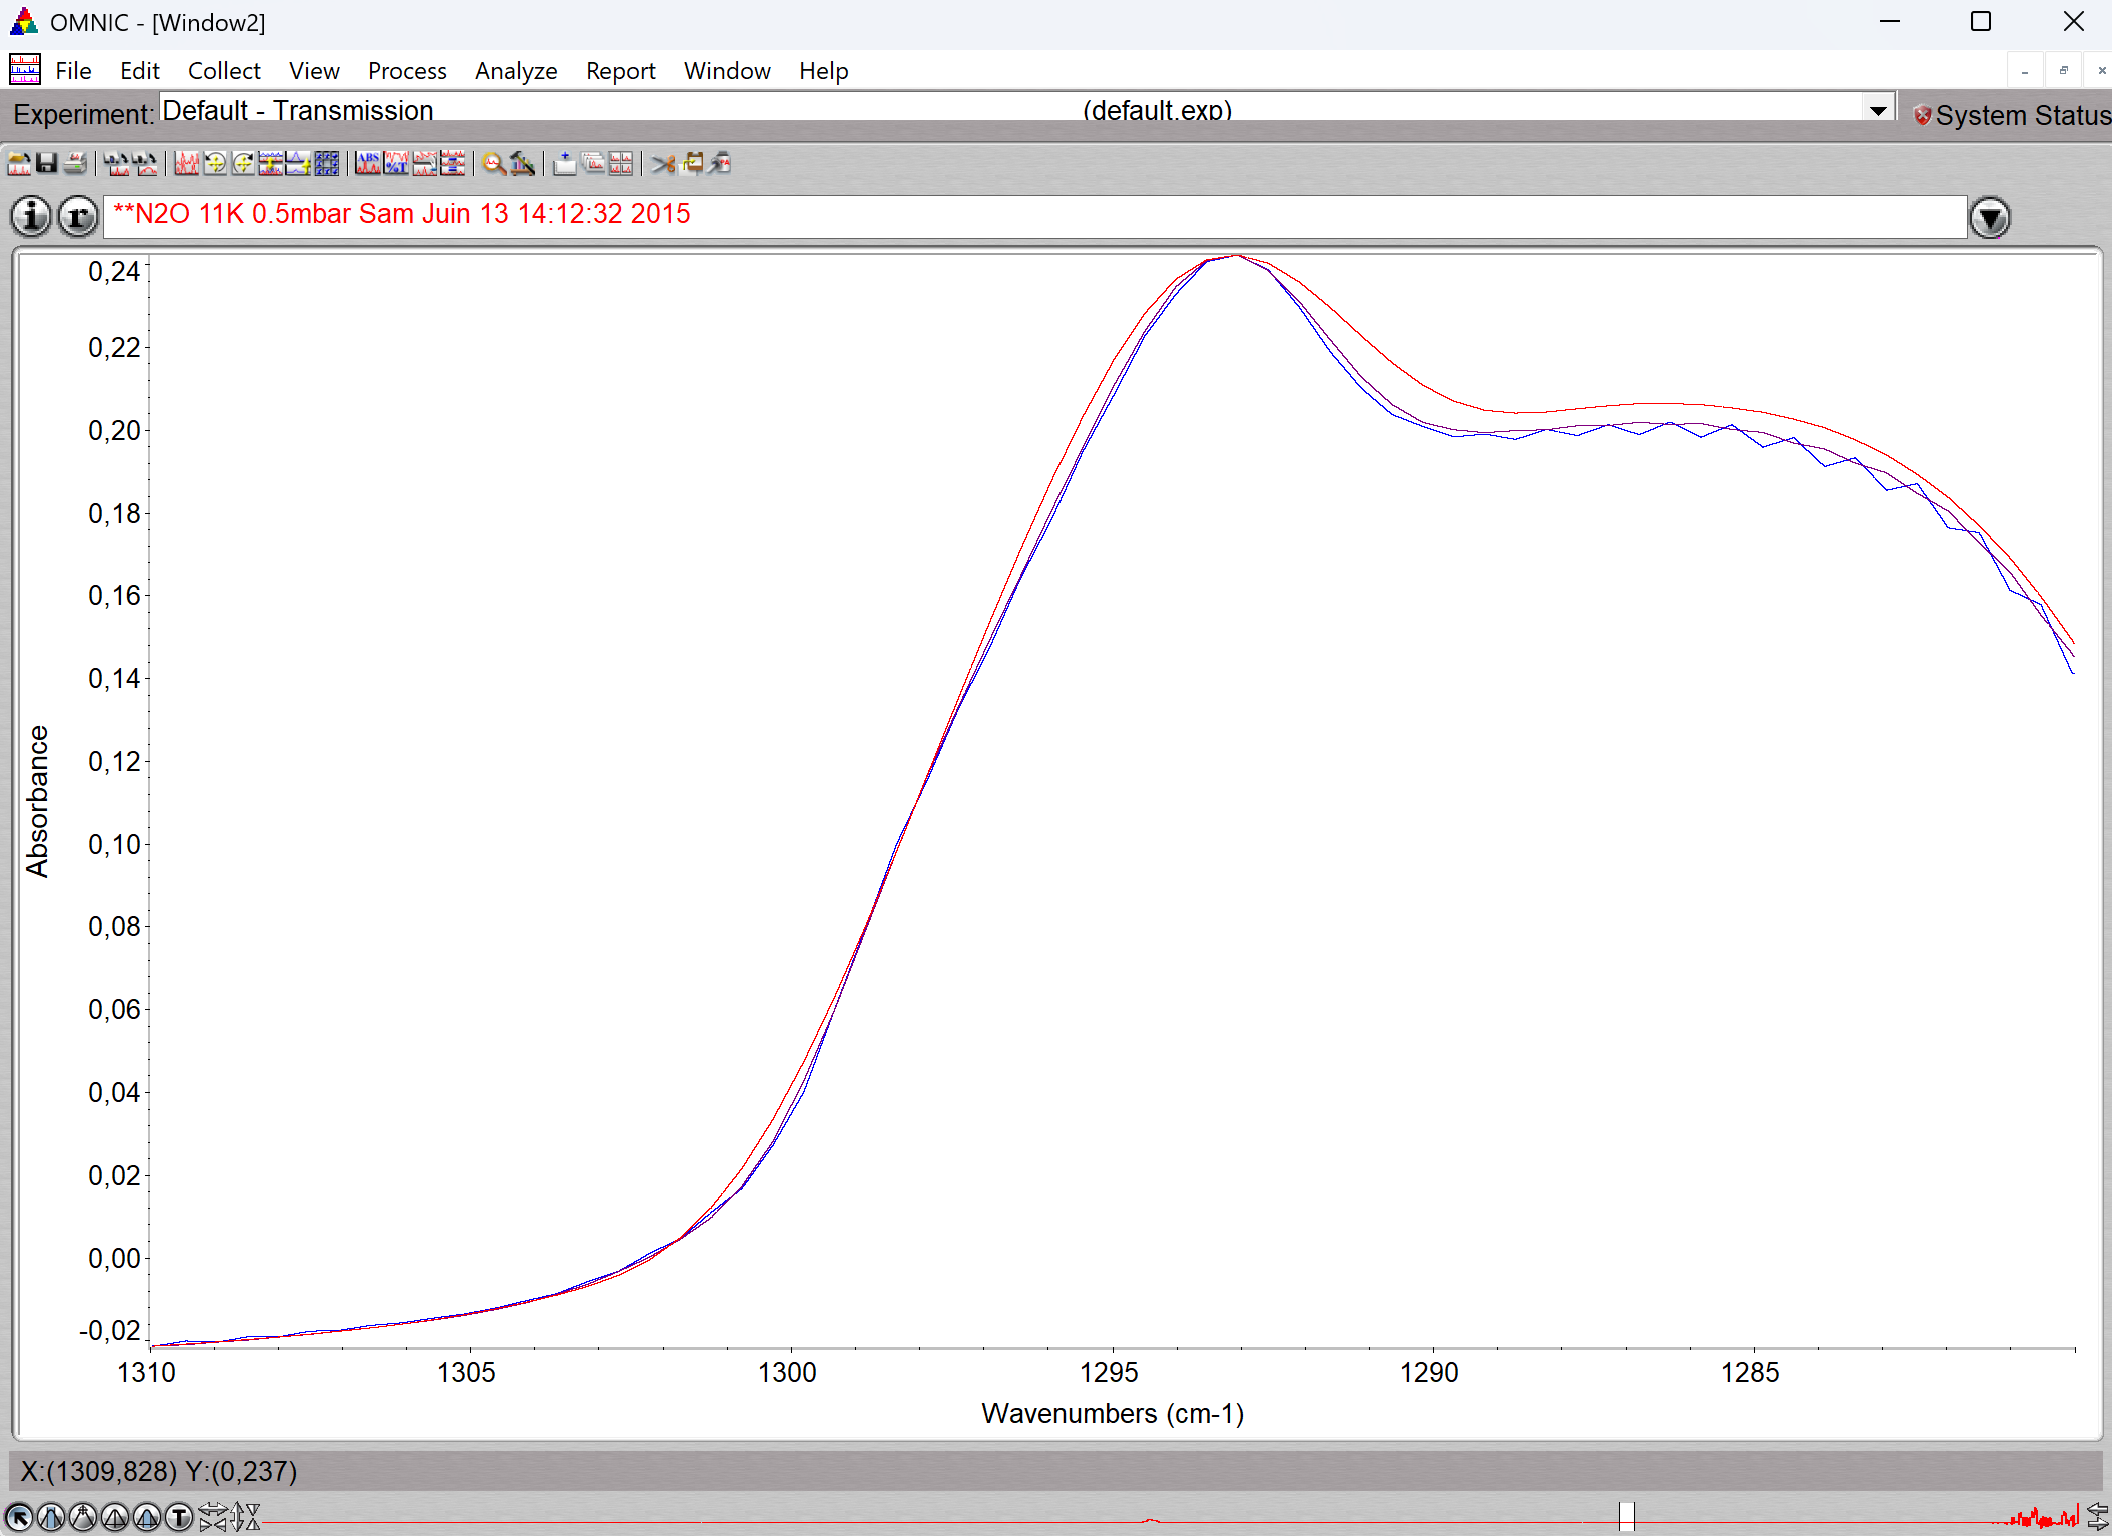 OMNIC - [Window2]
File Edit Collect View Process Analyze Report Window Help
Experiment: Default - Transmission (default.exp) System Status
ABS %T
i r **N2O 11K 0.5mbar Sam Juin 13 14:12:32 2015
0,24
0,22
0,20
0,18
0,16
0,14
0,12
0,10
0,08
0,06
0,04
0,02
0,00
-0,02
Absorbance
1310 1305 1300 1295 1290 1285
Wavenumbers (cm-1)
X:(1309,828) Y:(0,237)
T